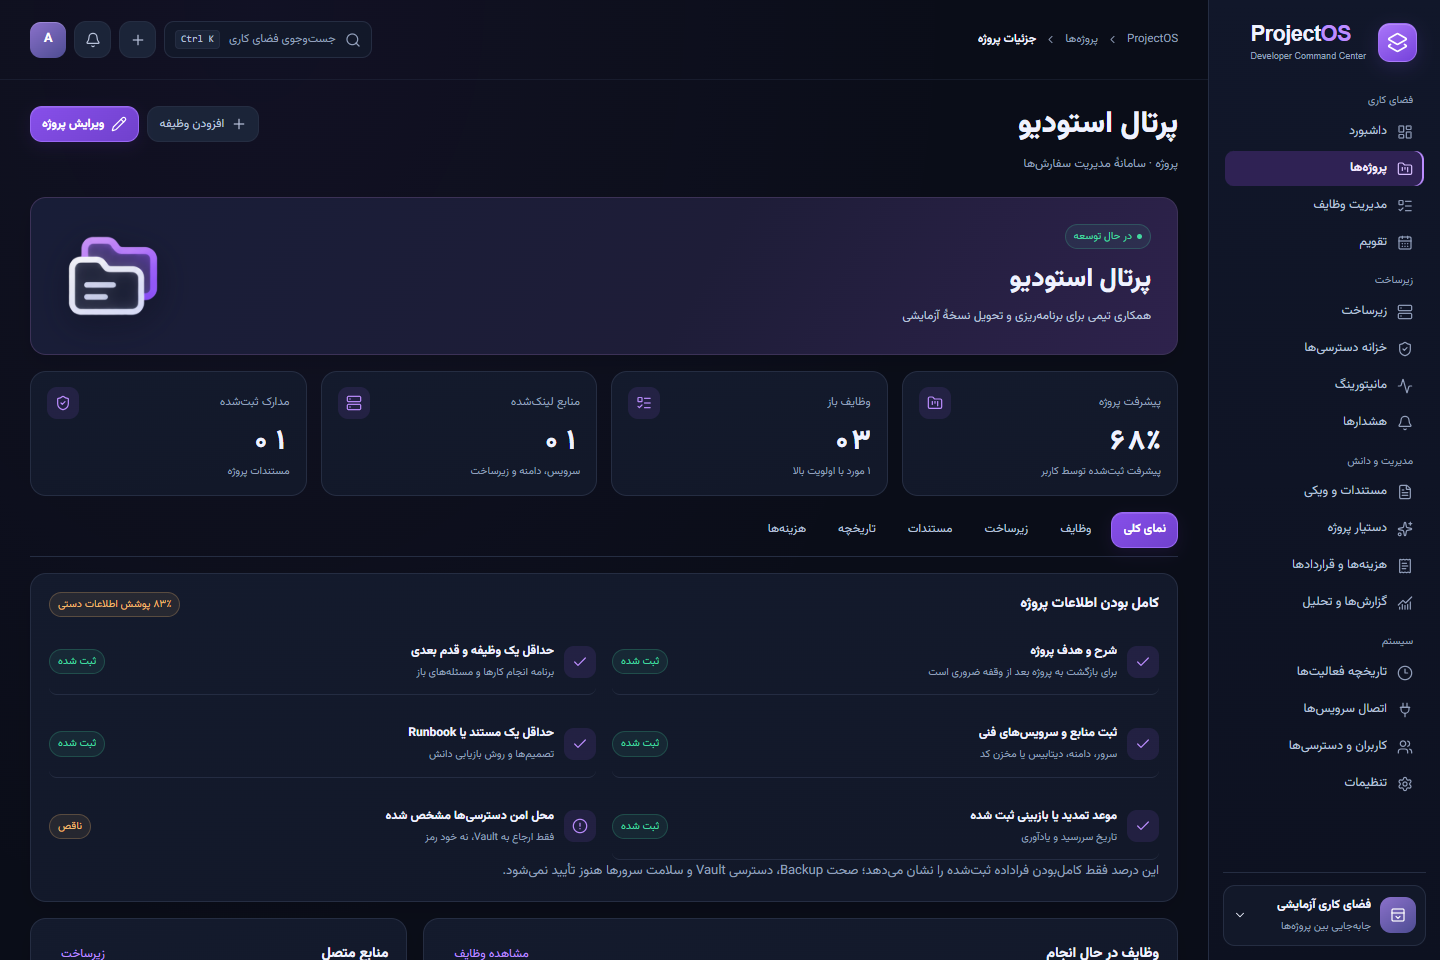 ProjectOS
Developer Command Center
فضای کاری
داشبورد
پروژه‌ها
مدیریت وظایف
تقویم
زیرساخت
زیرساخت
خزانه دسترسی‌ها
مانیتورینگ
هشدارها
مدیریت و دانش
مستندات و ویکی
دستیار پروژه
هزینه‌ها و قراردادها
گزارش‌ها و تحلیل
سیستم
تاریخچه فعالیت‌ها
اتصال سرویس‌ها
کاربران و دسترسی‌ها
تنظیمات
فضای کاری آزمایشی
جابه‌جایی بین پروژه‌ها
ProjectOS
پروژه‌ها
جزئیات پروژه
جست‌وجوی فضای کاری
Ctrl K
A
پرتال استودیو
پروژه · سامانهٔ مدیریت سفارش‌ها
افزودن وظیفه
ویرایش پروژه
در حال توسعه
پرتال استودیو
همکاری تیمی برای برنامه‌ریزی و تحویل نسخهٔ آزمایشی
پیشرفت پروژه
۶۸٪
پیشرفت ثبت‌شده توسط کاربر
وظایف باز
۰۳
۱ مورد با اولویت بالا
منابع لینک‌شده
۰۱
سرویس، دامنه و زیرساخت
مدارک ثبت‌شده
۰۱
مستندات پروژه
نمای کلی
وظایف
زیرساخت
مستندات
تاریخچه
هزینه‌ها
کامل بودن اطلاعات پروژه
۸۳٪ پوشش اطلاعات دستی
شرح و هدف پروژه
برای بازگشت به پروژه بعد از وقفه ضروری است
ثبت شده
حداقل یک وظیفه و قدم بعدی
برنامه انجام کارها و مسئله‌های باز
ثبت شده
ثبت منابع و سرویس‌های فنی
سرور، دامنه، دیتابیس یا مخزن کد
ثبت شده
حداقل یک مستند یا Runbook
تصمیم‌ها و روش بازیابی دانش
ثبت شده
موعد تمدید یا بازبینی ثبت شده
تاریخ سررسید و یادآوری
ثبت شده
محل امن دسترسی‌ها مشخص شده
فقط ارجاع به Vault، نه خود رمز
ناقص
این درصد فقط کامل‌بودن فراداده ثبت‌شده را نشان می‌دهد؛ صحت Backup، دسترسی Vault و سلامت سرورها هنوز تأیید نمی‌شود.
وظایف در حال انجام
مشاهده وظایف
منابع متصل
زیرساخت